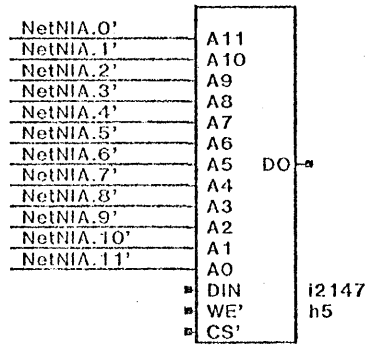 NetNIA.0' A11
NetNIA.1' A10
NetNIA.2' A9
NetNIA.3' A8
NetNIA.4' A7
NetNIA.5' A6
NetNIA.6' A5 DO
NetNIA.7' A4
NetNIA.8' A3
NetNIA.9' A2
NetNIA.10' A1
NetNIA.11' A0
DIN i2147
WE' h5
CS'